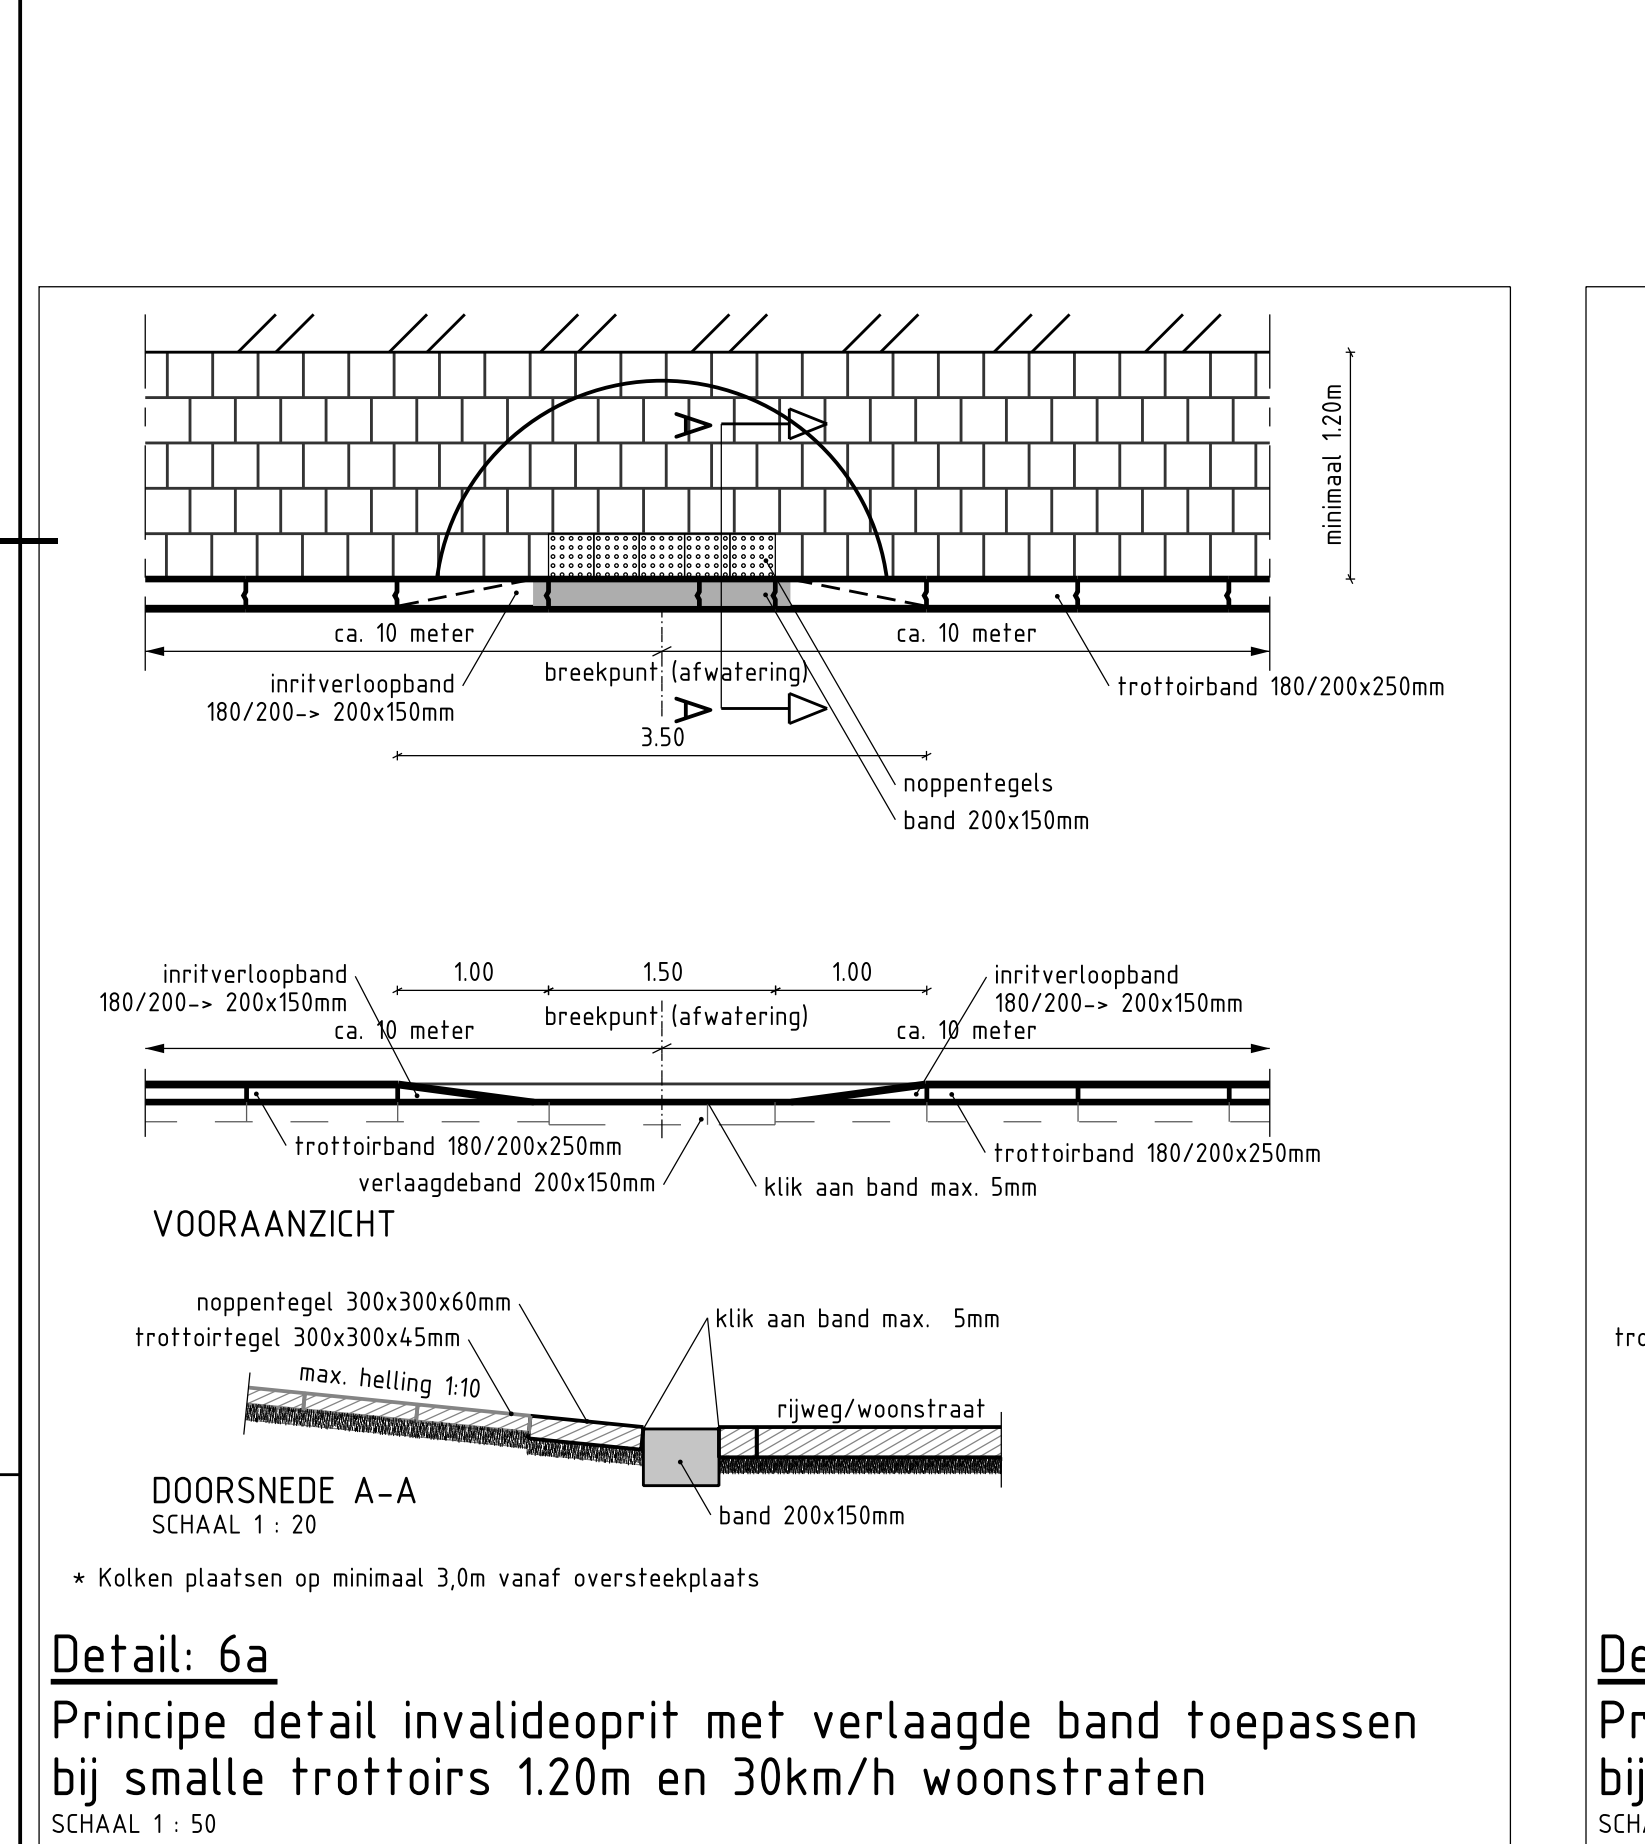 A
minimaal 1.20m
ca. 10 meter
ca. 10 meter
inritverloopband
180/200-> 200x150mm
breekpunt (afwatering)
trottoirband 180/200x250mm
A
3.50
noppentegels
band 200x150mm
inritverloopband
180/200-> 200x150mm
1.00
1.50
1.00
inritverloopband
180/200-> 200x150mm
breekpunt (afwatering)
ca. 10 meter
ca. 10 meter
trottoirband 180/200x250mm
trottoirband 180/200x250mm
verlaagdeband 200x150mm
klik aan band max. 5mm
VOORAANZICHT
noppentegel 300x300x60mm
klik aan band max. 5mm
trottoirtegel 300x300x45mm
max. helling 1:10
rijweg/woonstraat
DOORSNEDE A-A
SCHAAL 1 : 20
band 200x150mm
* Kolken plaatsen op minimaal 3,0m vanaf oversteekplaats
Detail: 6a
Principe detail invalideoprit met verlaagde band toepassen
bij smalle trottoirs 1.20m en 30km/h woonstraten
SCHAAL 1 : 50